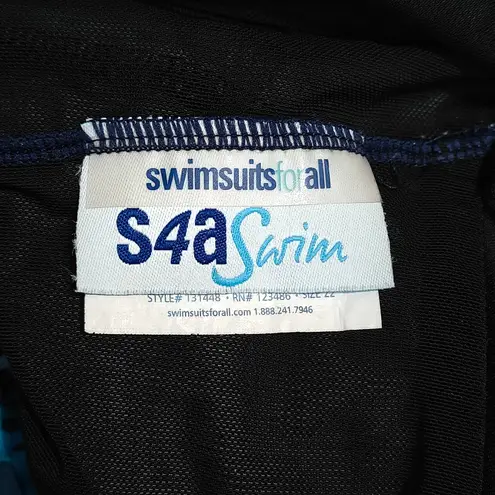 swimsuitsforall
S4a Swim
STYLE# 131448 • RN# 123486 • SIZE 22
swimsuitsforall.com 1.888.241.7946